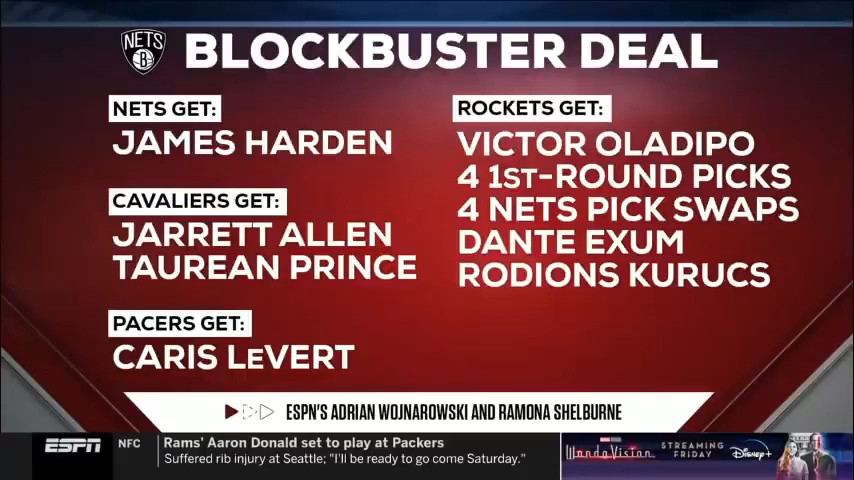 NETS
B
BLOCKBUSTER DEAL
NETS GET:
JAMES HARDEN
CAVALIERS GET:
JARRETT ALLEN
TAUREAN PRINCE
PACERS GET:
CARIS LEVERT
ROCKETS GET:
VICTOR OLADIPO
4 1ST-ROUND PICKS
4 NETS PICK SWAPS
DANTE EXUM
RODIONS KURUCS
ESPN'S ADRIAN WOJNAROWSKI AND RAMONA SHELBURNE
ESPN
NFC
Rams' Aaron Donald set to play at Packers
Suffered rib injury at Seattle; "I'll be ready to go come Saturday."
WandaVision
STREAMING
FRIDAY
Disney+